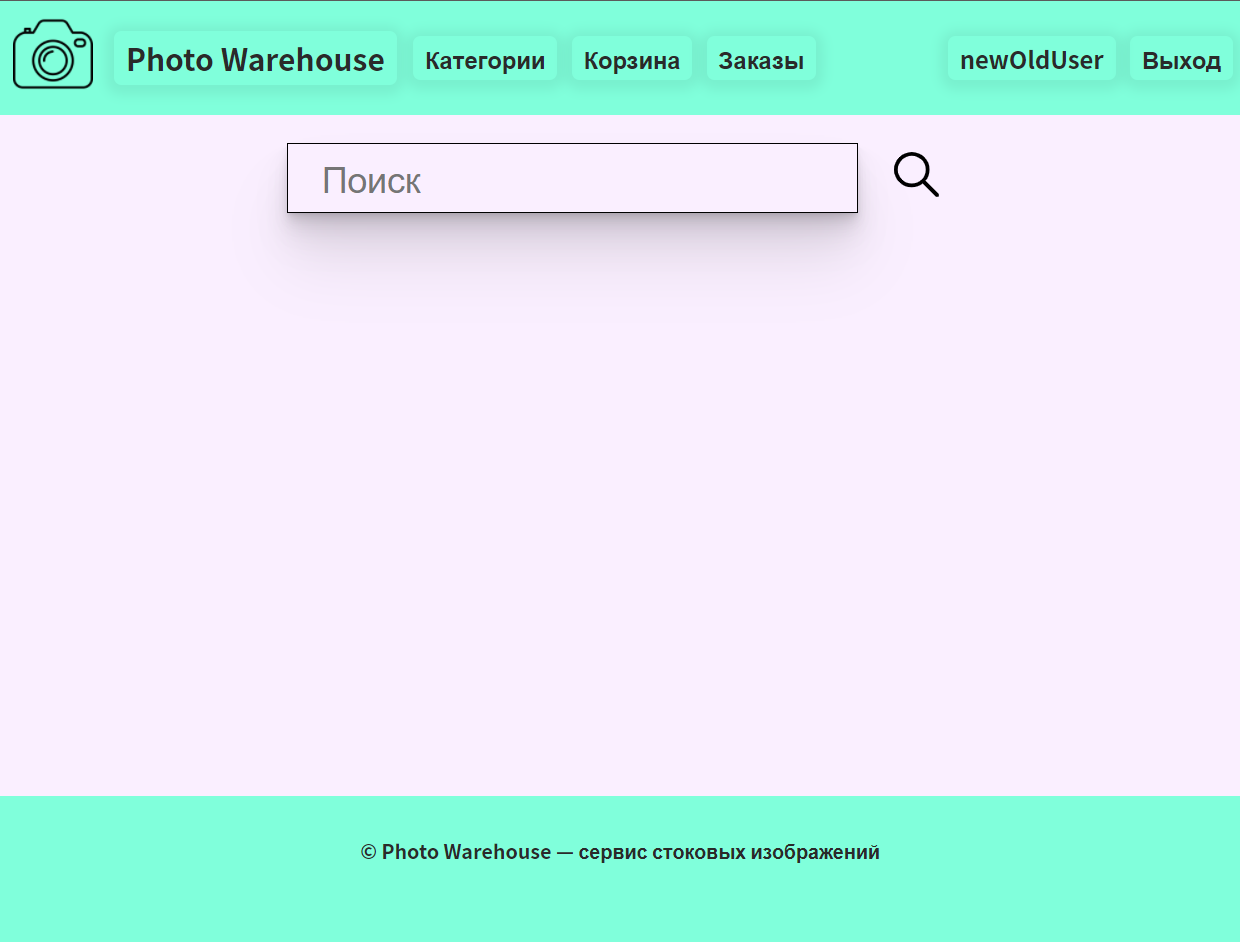 Photo Warehouse Категории Корзина Заказы newOldUser Выход
Поиск
© Photo Warehouse — сервис стоковых изображений